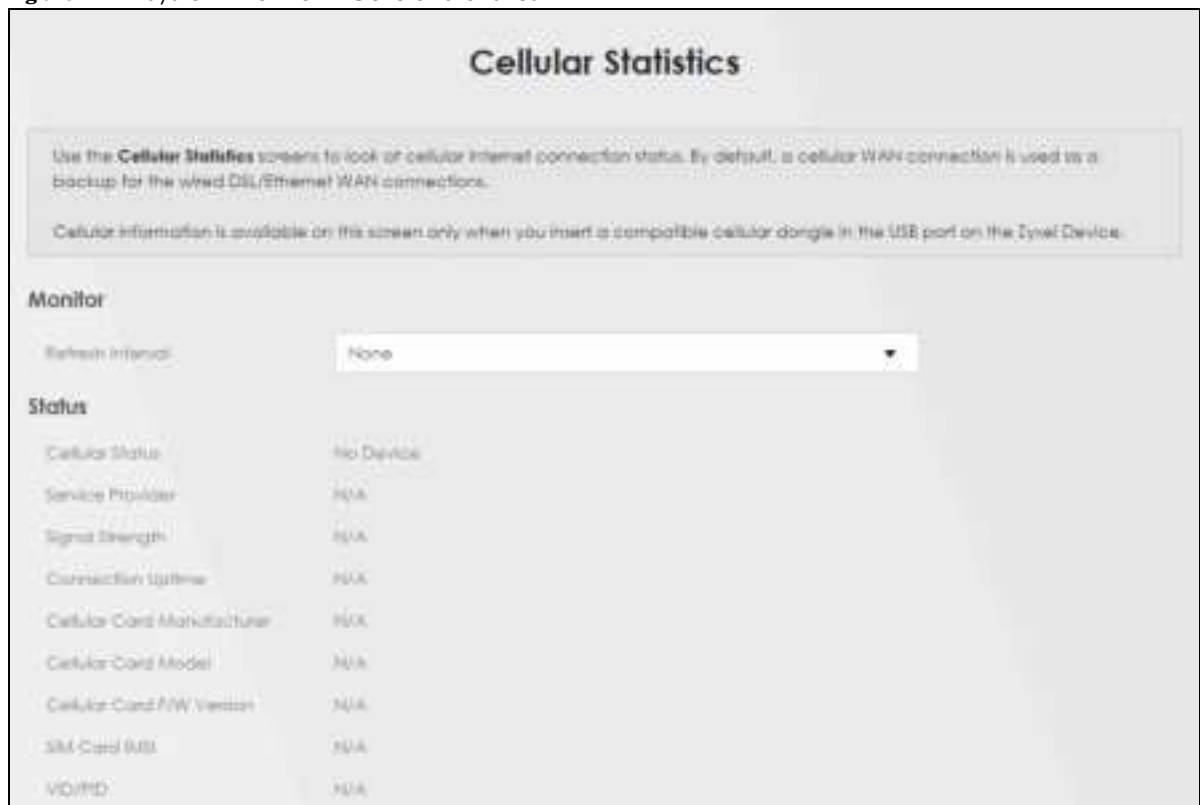 Cellular Statistics
Use the Cellular Statistics screens to look at cellular Internet connection status. By default, a cellular WAN connection is used as a
backup for the wired DSL/Ethernet WAN connections.
Cellular information is available on this screen only when you insert a compatible cellular dongle in the USB port on the Zyxel Device.
Monitor
Refresh Interval None
Status
Cellular Status No Device
Service Provider N/A
Signal Strength N/A
Connection Uptime N/A
Cellular Card Manufacturer N/A
Cellular Card Model N/A
Cellular Card F/W Version N/A
SIM Card IMSI N/A
VID/PID N/A